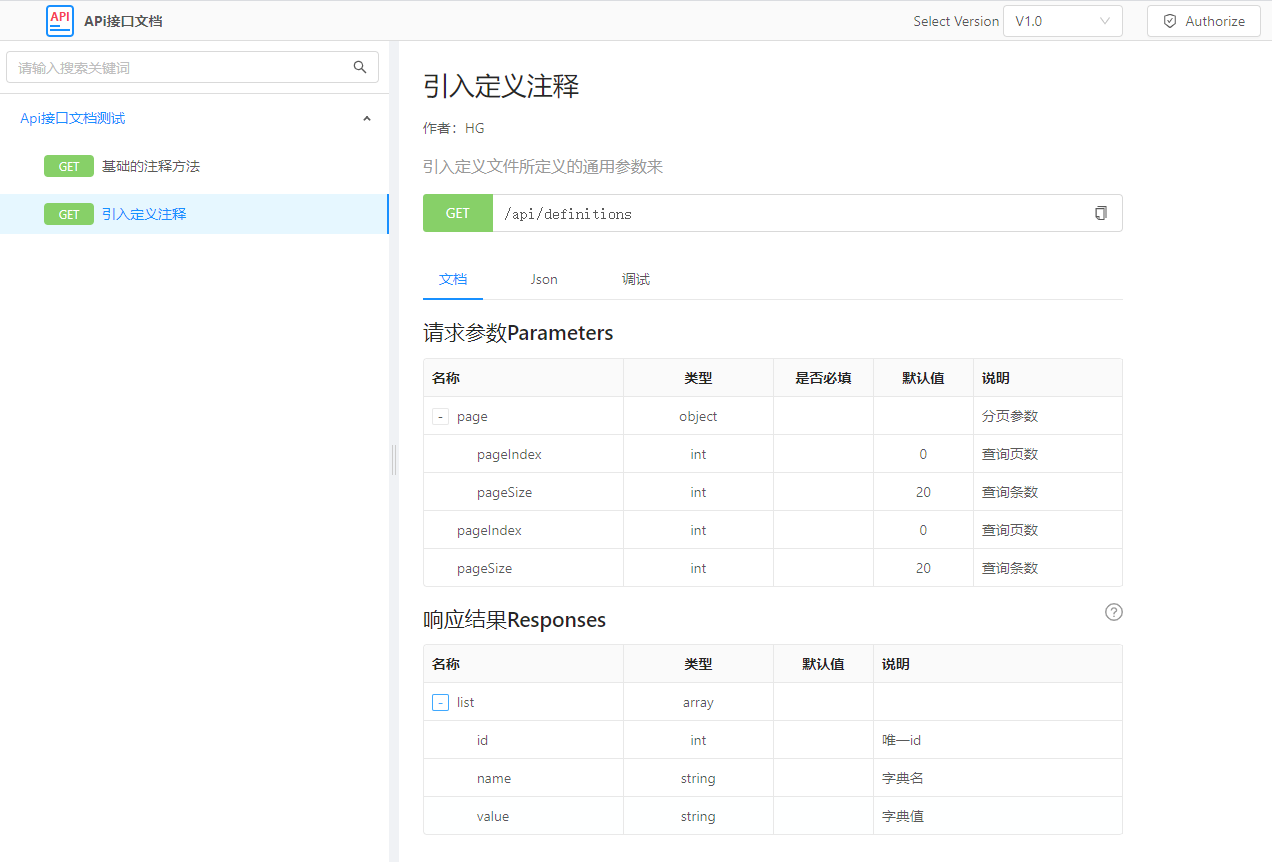 API APi接口文档 Select Version V1.0 Authorize
请输入搜索关键词
Api接口文档测试
GET 基础的注释方法
GET 引入定义注释
引入定义注释
作者：HG
引入定义文件所定义的通用参数来
GET /api/definitions
文档 Json 调试
请求参数Parameters
名称 类型 是否必填 默认值 说明
- page object 分页参数
pageIndex int 0 查询页数
pageSize int 20 查询条数
pageIndex int 0 查询页数
pageSize int 20 查询条数
响应结果Responses ?
名称 类型 默认值 说明
- list array
id int 唯一id
name string 字典名
value string 字典值